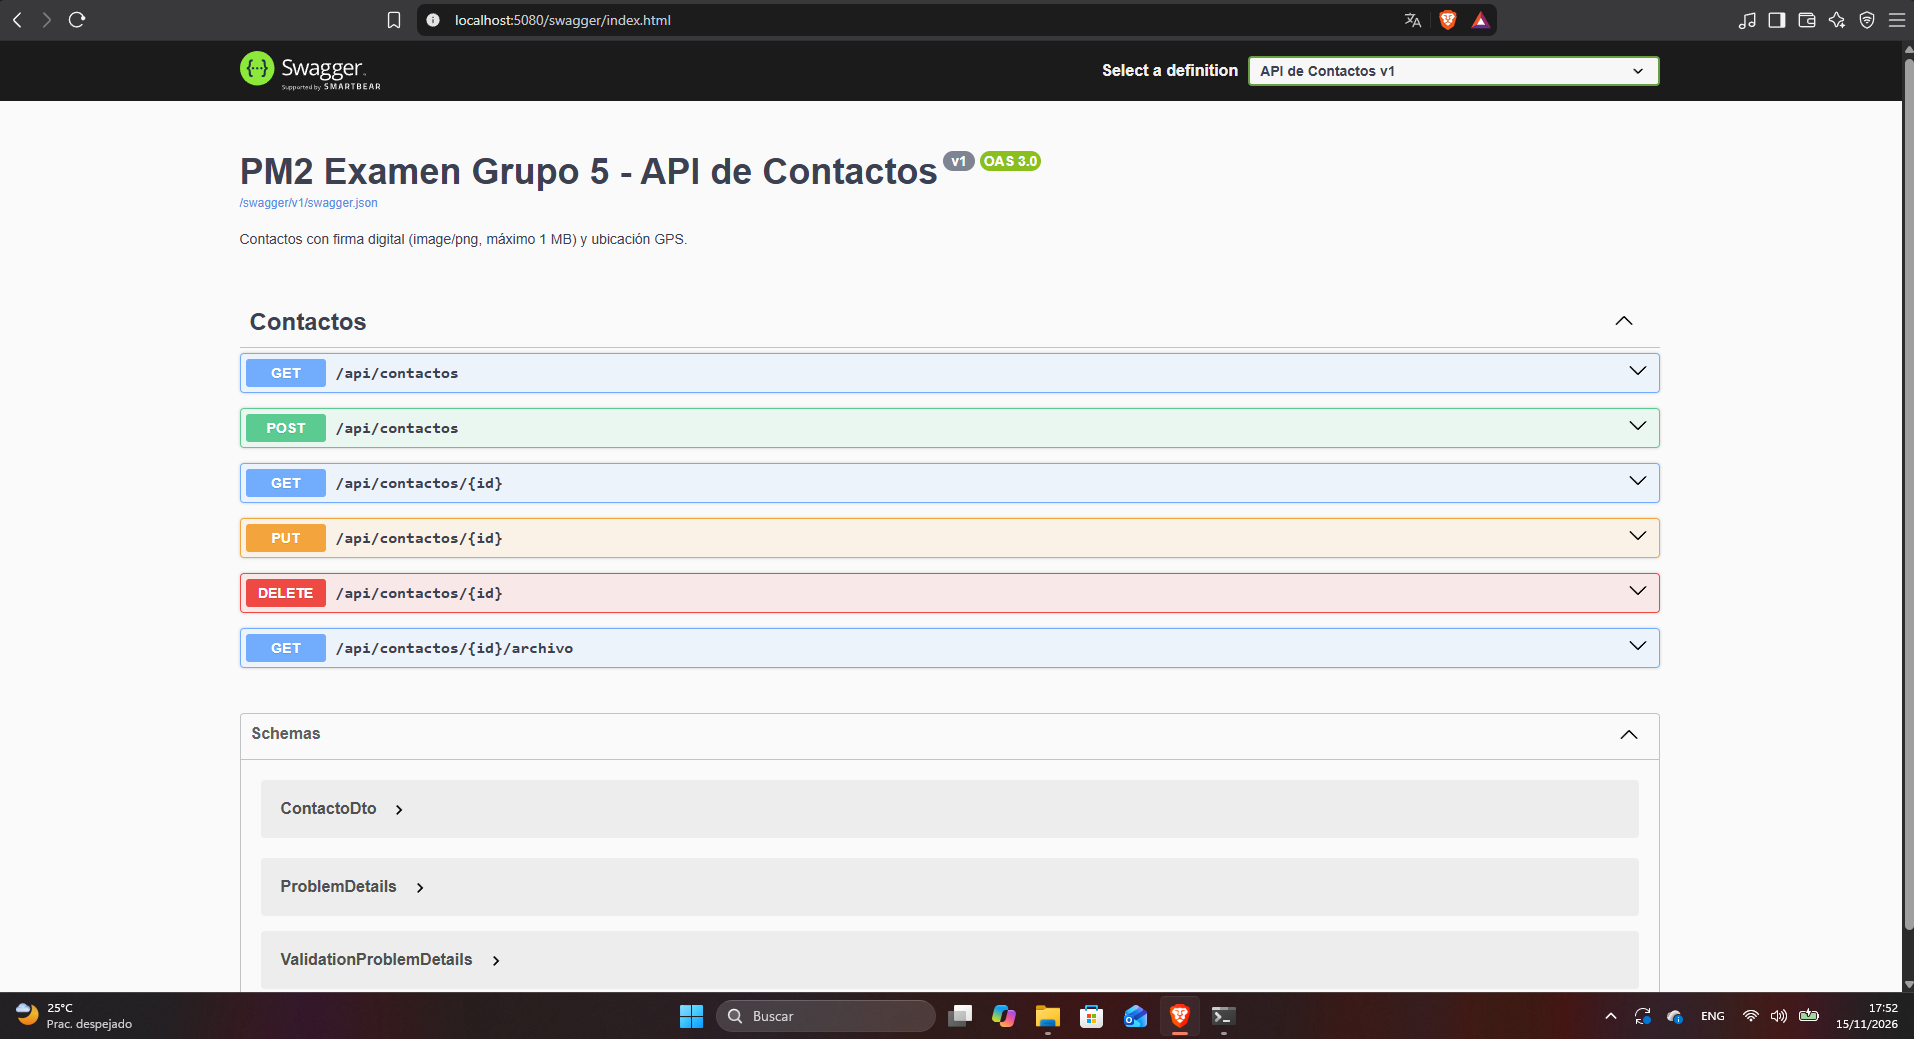 localhost:5080/swagger/index.html
Swagger
Supported by SMARTBEAR
Select a definition
API de Contactos v1
PM2 Examen Grupo 5 - API de Contactos v1 OAS 3.0
/swagger/v1/swagger.json
Contactos con firma digital (image/png, máximo 1 MB) y ubicación GPS.
Contactos
GET /api/contactos
POST /api/contactos
GET /api/contactos/{id}
PUT /api/contactos/{id}
DELETE /api/contactos/{id}
GET /api/contactos/{id}/archivo
Schemas
ContactoDto
ProblemDetails
ValidationProblemDetails
25°C
Prac. despejado
Buscar
ENG
17:52
15/11/2026